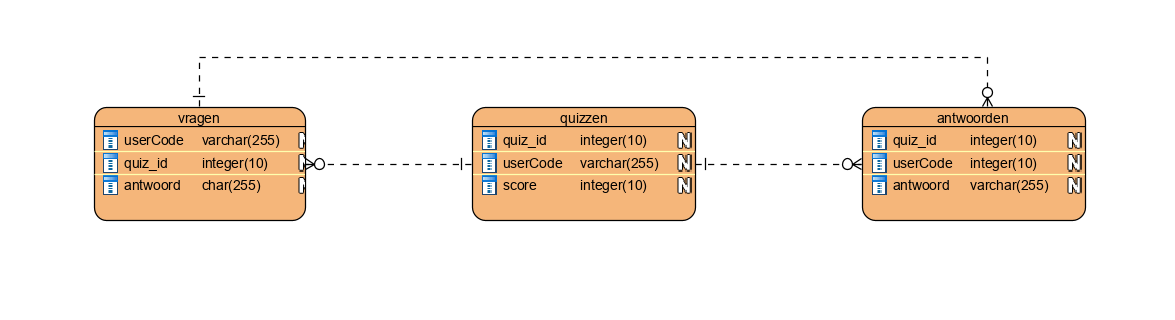 vragen
userCode varchar(255) N
quiz_id integer(10) N
antwoord char(255) N
quizzen
quiz_id integer(10) N
userCode varchar(255) N
score integer(10) N
antwoorden
quiz_id integer(10) N
userCode integer(10) N
antwoord varchar(255) N